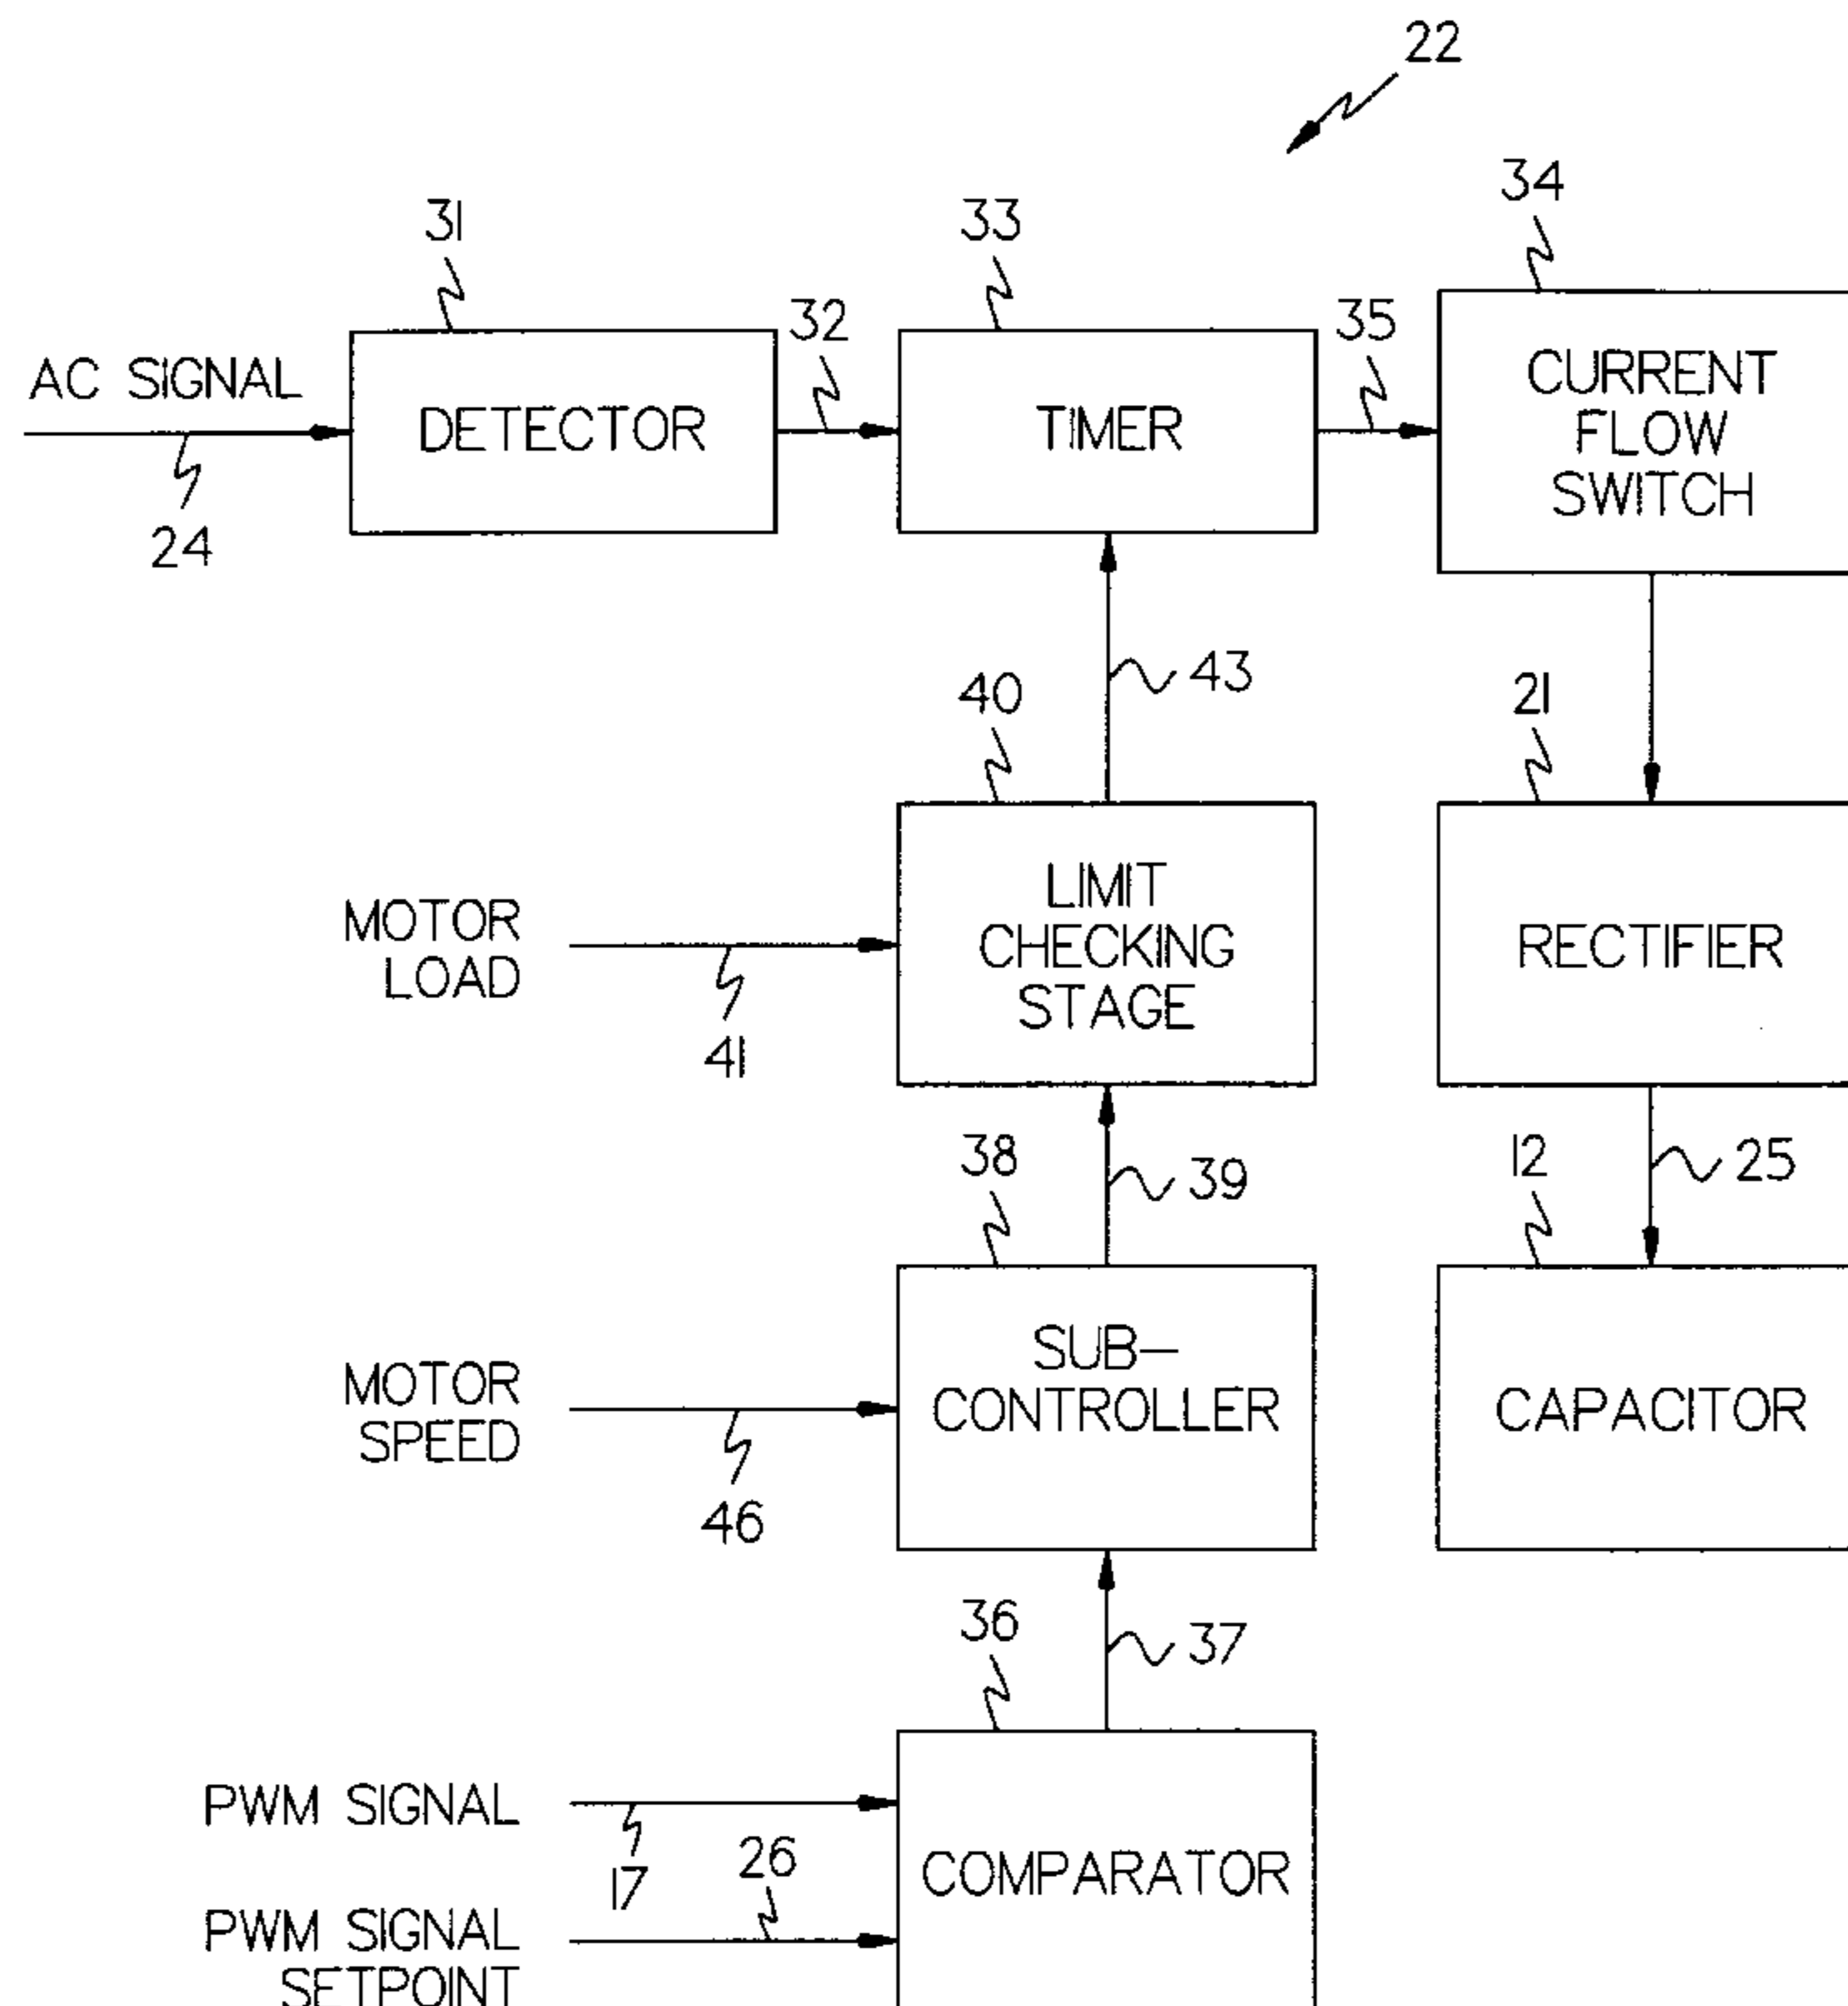 22
34
31
33
32
35
AC SIGNAL
DETECTOR
TIMER
CURRENT
FLOW
SWITCH
24
43
40
21
MOTOR
LOAD
LIMIT
CHECKING
STAGE
RECTIFIER
41
38
39
12
25
MOTOR
SPEED
SUB-
CONTROLLER
CAPACITOR
46
36
37
PWM SIGNAL
17
26
COMPARATOR
PWM SIGNAL
SETPOINT